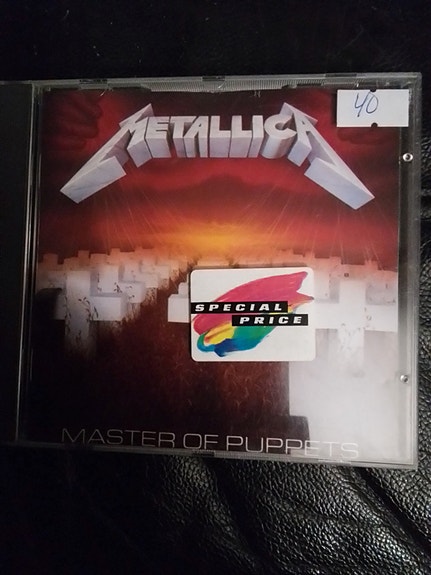 40
METALLICA
SPECIAL
PRICE
MASTER OF PUPPETS